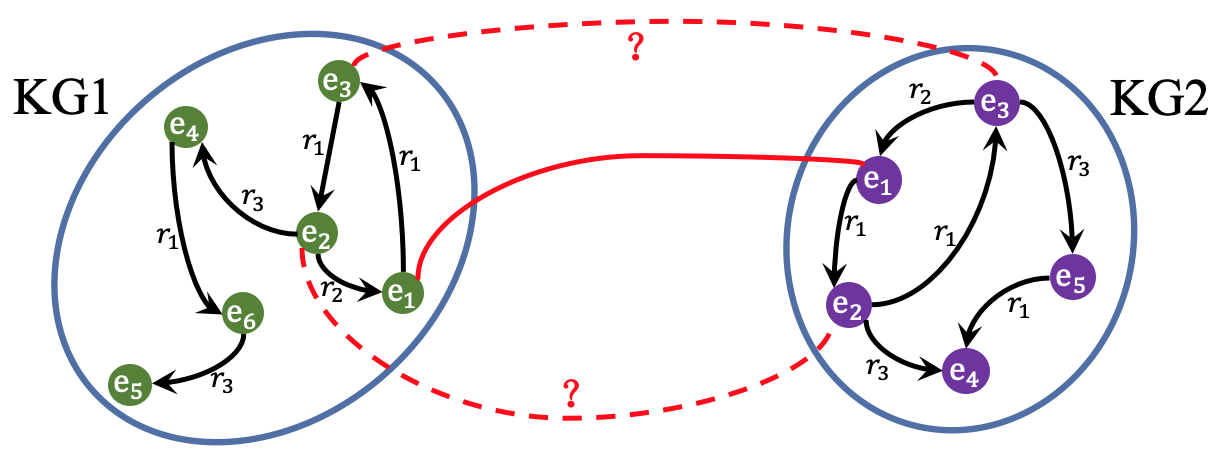 ?
KG1
e₃
r₁
r₁
e₄
r₃
e₂
r₁
r₂
e₁
e₆
r₃
e₅
?
KG2
r₂
e₃
r₃
e₁
r₁
r₁
e₅
e₂
r₁
r₃
e₄